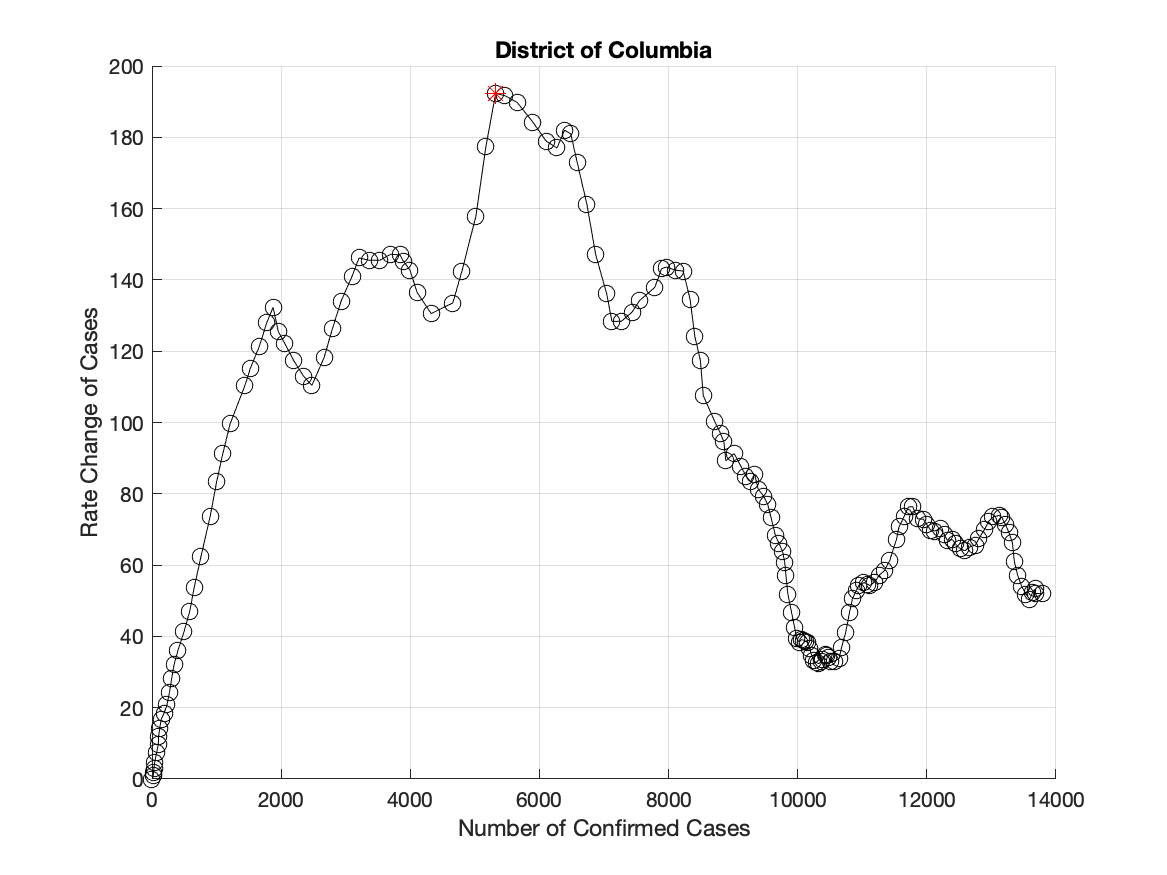 District of Columbia
200
180
160
140
120
100
80
60
40
20
0
Rate Change of Cases
0 2000 4000 6000 8000 10000 12000 14000
Number of Confirmed Cases